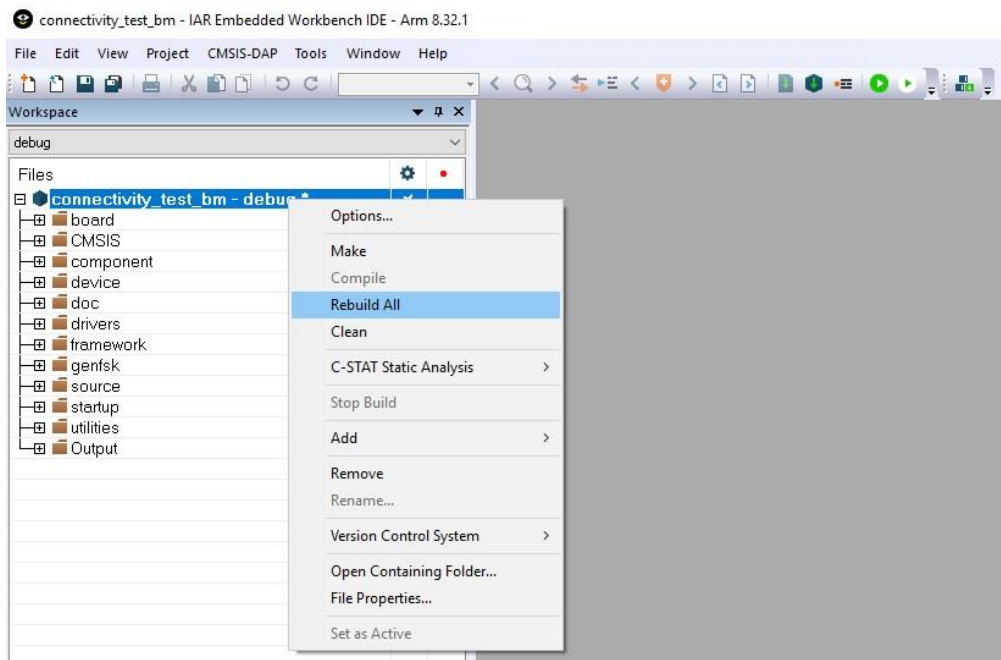 connectivity_test_bm - IAR Embedded Workbench IDE - Arm 8.32.1
File Edit View Project CMSIS-DAP Tools Window Help
Workspace
debug
Files
connectivity_test_bm - debug *
board
CMSIS
component
device
doc
drivers
framework
genfsk
source
startup
utilities
Output
Options...
Make
Compile
Rebuild All
Clean
C-STAT Static Analysis
Stop Build
Add
Remove
Rename...
Version Control System
Open Containing Folder...
File Properties...
Set as Active